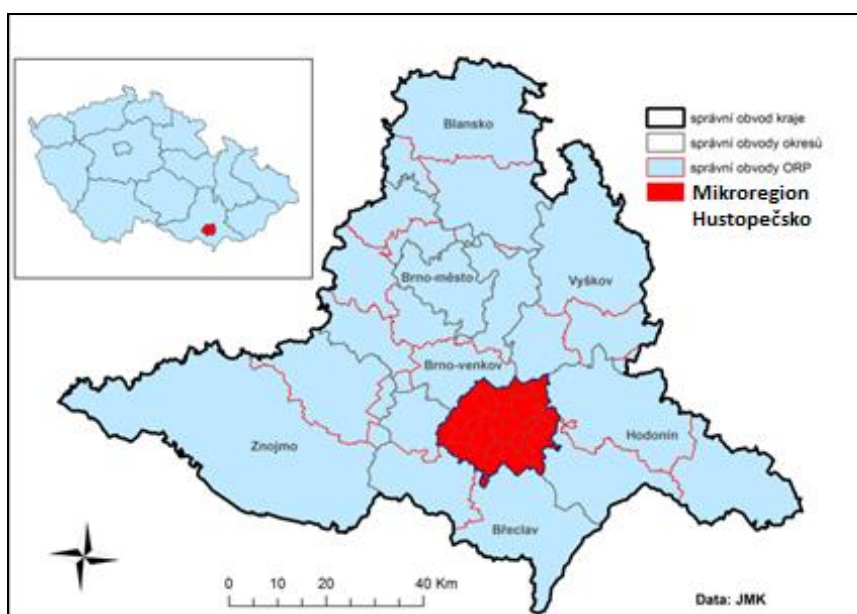 správní obvod kraje
správní obvody okresů
správní obvody ORP
Mikroregion
Hustopečsko
Blansko
Brno-město
Vyškov
Brno-venkov
Znojmo
Hodonín
Břeclav
0 10 20 40 Km
Data: JMK